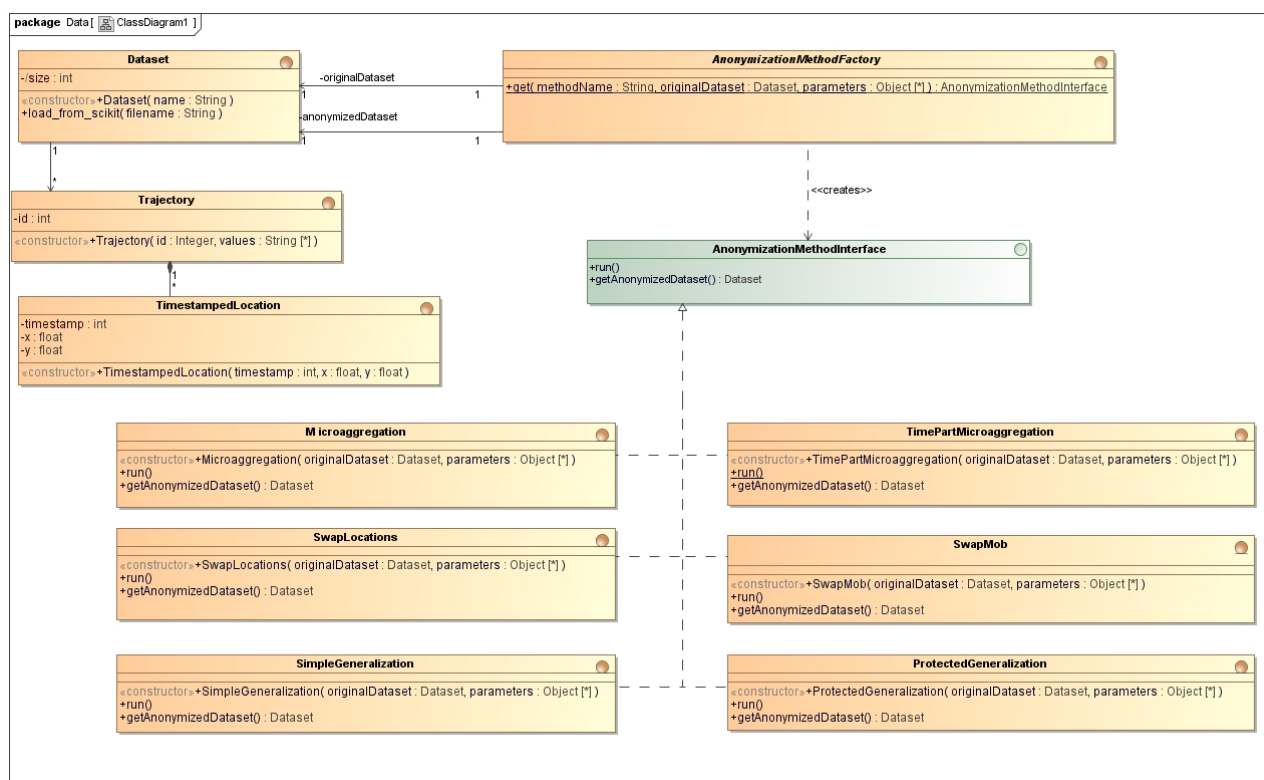 package Data [ ClassDiagram1 ]
Dataset
-/size : int
«constructor»+Dataset( name : String )
+load_from_scikit( filename : String )
-originalDataset
1
1
-anonymizedDataset
1
1
AnonymizationMethodFactory
+get( methodName : String, originalDataset : Dataset, parameters : Object [*] ) : AnonymizationMethodInterface
1
*
<<creates>>
Trajectory
-id : int
«constructor»+Trajectory( id : Integer, values : String [*] )
1
*
AnonymizationMethodInterface
+run()
+getAnonymizedDataset() : Dataset
TimestampedLocation
-timestamp : int
-x : float
-y : float
«constructor»+TimestampedLocation( timestamp : int, x : float, y : float )
Microaggregation
«constructor»+Microaggregation( originalDataset : Dataset, parameters : Object [*] )
+run()
+getAnonymizedDataset() : Dataset
TimePartMicroaggregation
«constructor»+TimePartMicroaggregation( originalDataset : Dataset, parameters : Object [*] )
+run()
+getAnonymizedDataset() : Dataset
SwapLocations
«constructor»+SwapLocations( originalDataset : Dataset, parameters : Object [*] )
+run()
+getAnonymizedDataset() : Dataset
SwapMob
«constructor»+SwapMob( originalDataset : Dataset, parameters : Object [*] )
+run()
+getAnonymizedDataset() : Dataset
SimpleGeneralization
«constructor»+SimpleGeneralization( originalDataset : Dataset, parameters : Object [*] )
+run()
+getAnonymizedDataset() : Dataset
ProtectedGeneralization
«constructor»+ProtectedGeneralization( originalDataset : Dataset, parameters : Object [*] )
+run()
+getAnonymizedDataset() : Dataset